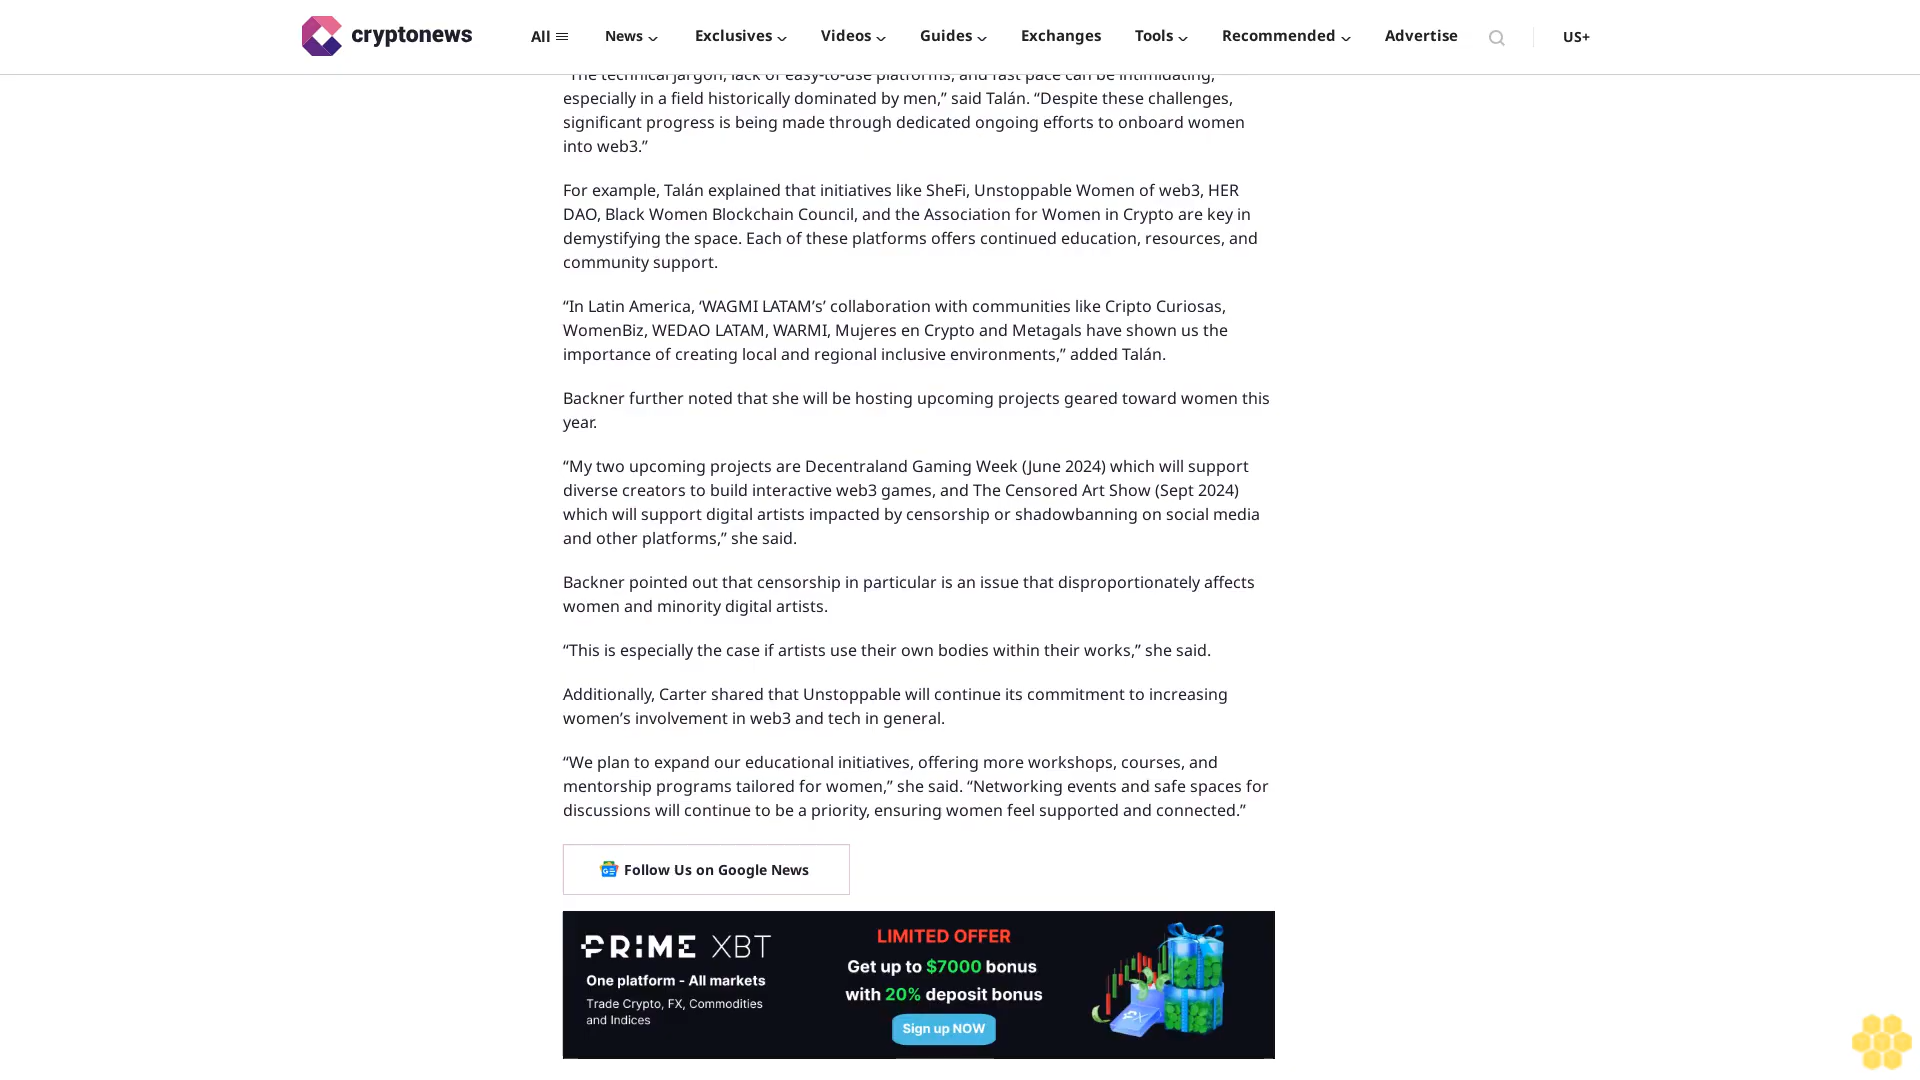 cryptonews
All
News
Exclusives
Videos
Guides
Exchanges
Tools
Recommended
Advertise
US+
“The technical jargon, lack of easy-to-use platforms, and fast pace can be intimidating,
especially in a field historically dominated by men,” said Talán. “Despite these challenges,
significant progress is being made through dedicated ongoing efforts to onboard women
into web3.”
For example, Talán explained that initiatives like SheFi, Unstoppable Women of web3, HER
DAO, Black Women Blockchain Council, and the Association for Women in Crypto are key in
demystifying the space. Each of these platforms offers continued education, resources, and
community support.
“In Latin America, ‘WAGMI LATAM’s’ collaboration with communities like Cripto Curiosas,
WomenBiz, WEDAO LATAM, WARMI, Mujeres en Crypto and Metagals have shown us the
importance of creating local and regional inclusive environments,” added Talán.
Backner further noted that she will be hosting upcoming projects geared toward women this
year.
“My two upcoming projects are Decentraland Gaming Week (June 2024) which will support
diverse creators to build interactive web3 games, and The Censored Art Show (Sept 2024)
which will support digital artists impacted by censorship or shadowbanning on social media
and other platforms,” she said.
Backner pointed out that censorship in particular is an issue that disproportionately affects
women and minority digital artists.
“This is especially the case if artists use their own bodies within their works,” she said.
Additionally, Carter shared that Unstoppable will continue its commitment to increasing
women’s involvement in web3 and tech in general.
“We plan to expand our educational initiatives, offering more workshops, courses, and
mentorship programs tailored for women,” she said. “Networking events and safe spaces for
discussions will continue to be a priority, ensuring women feel supported and connected.”
Follow Us on Google News
PRIME XBT
One platform - All markets
Trade Crypto, FX, Commodities
and Indices
LIMITED OFFER
Get up to $7000 bonus
with 20% deposit bonus
Sign up NOW